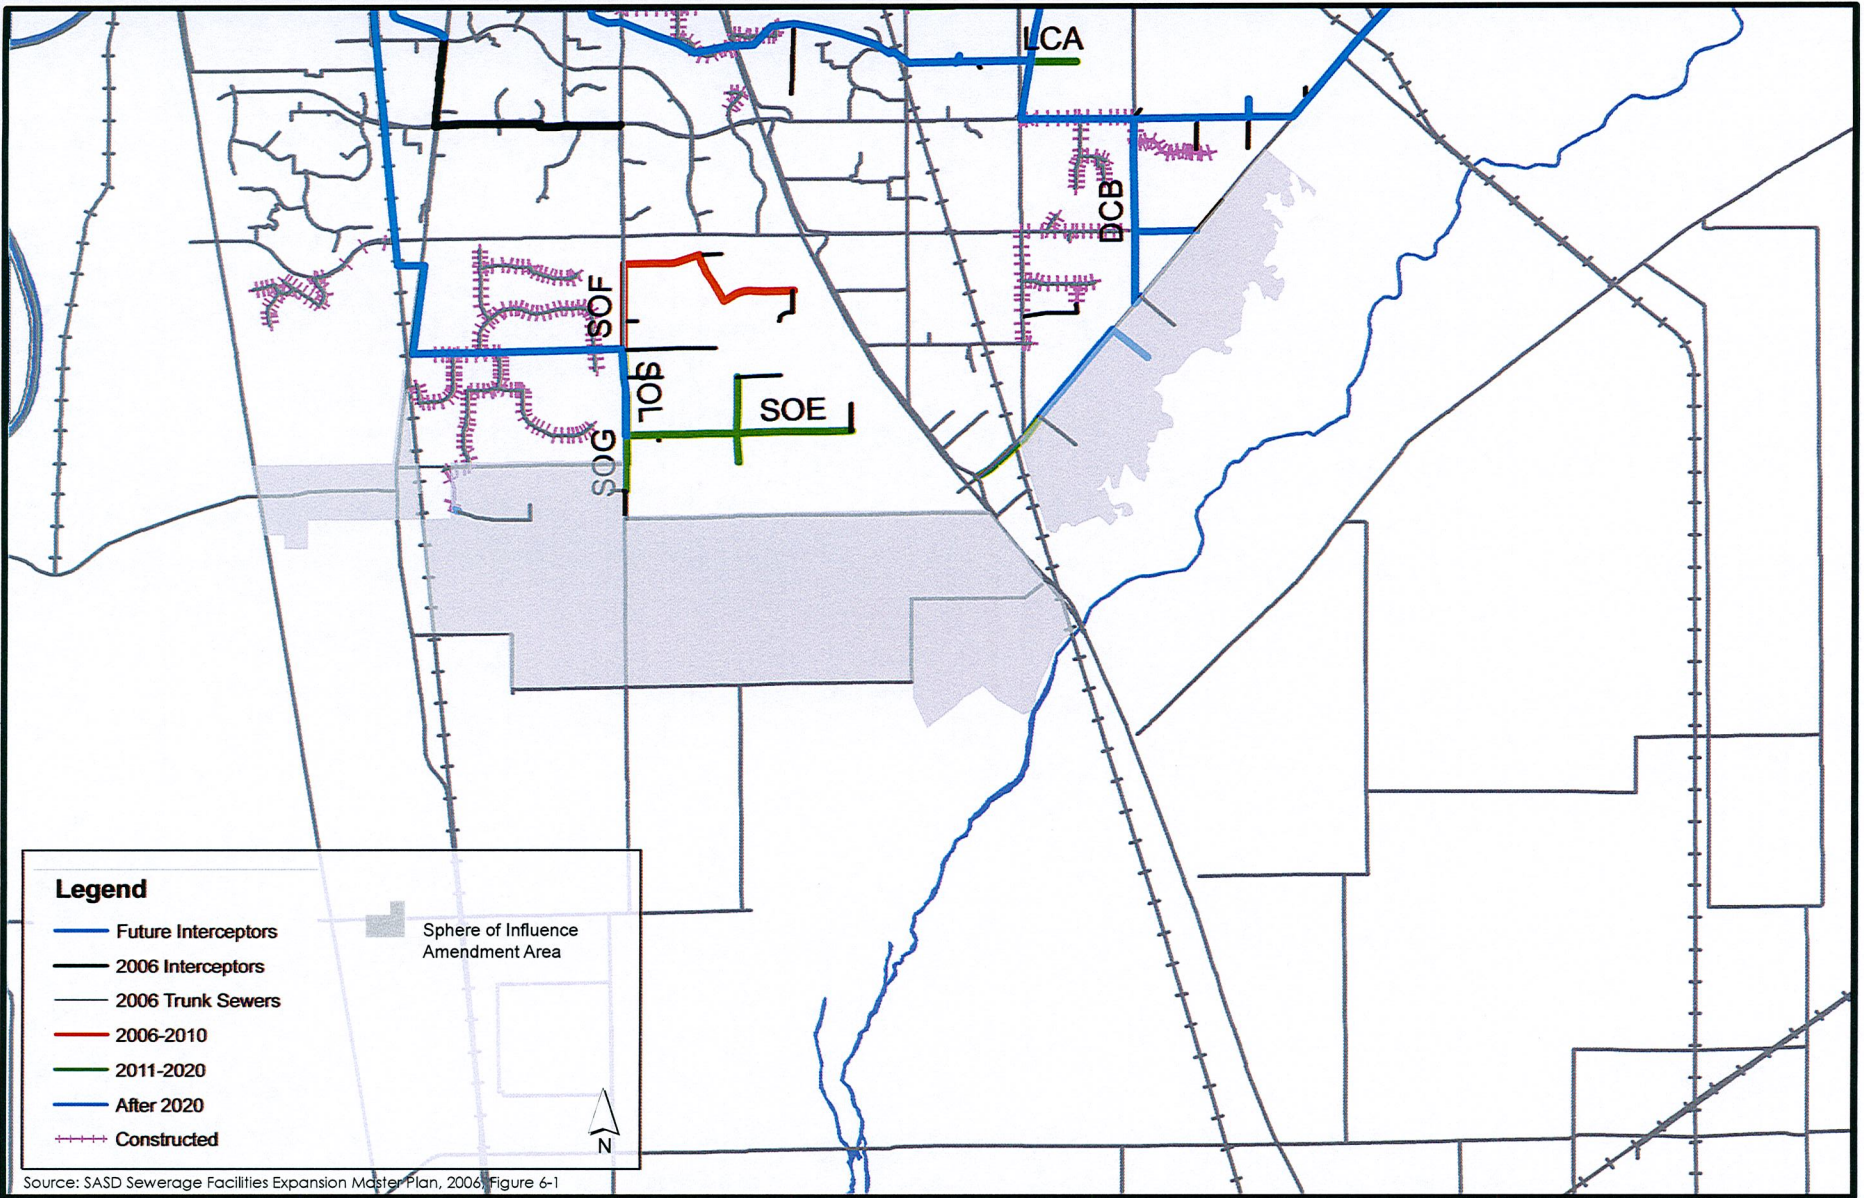 LCA
DCB
SOF
SOL
SOE
SOG
Legend
Future Interceptors
2006 Interceptors
2006 Trunk Sewers
2006-2010
2011-2020
After 2020
Constructed
Sphere of Influence
Amendment Area
N
Source: SASD Sewerage Facilities Expansion Master Plan, 2006, Figure 6-1